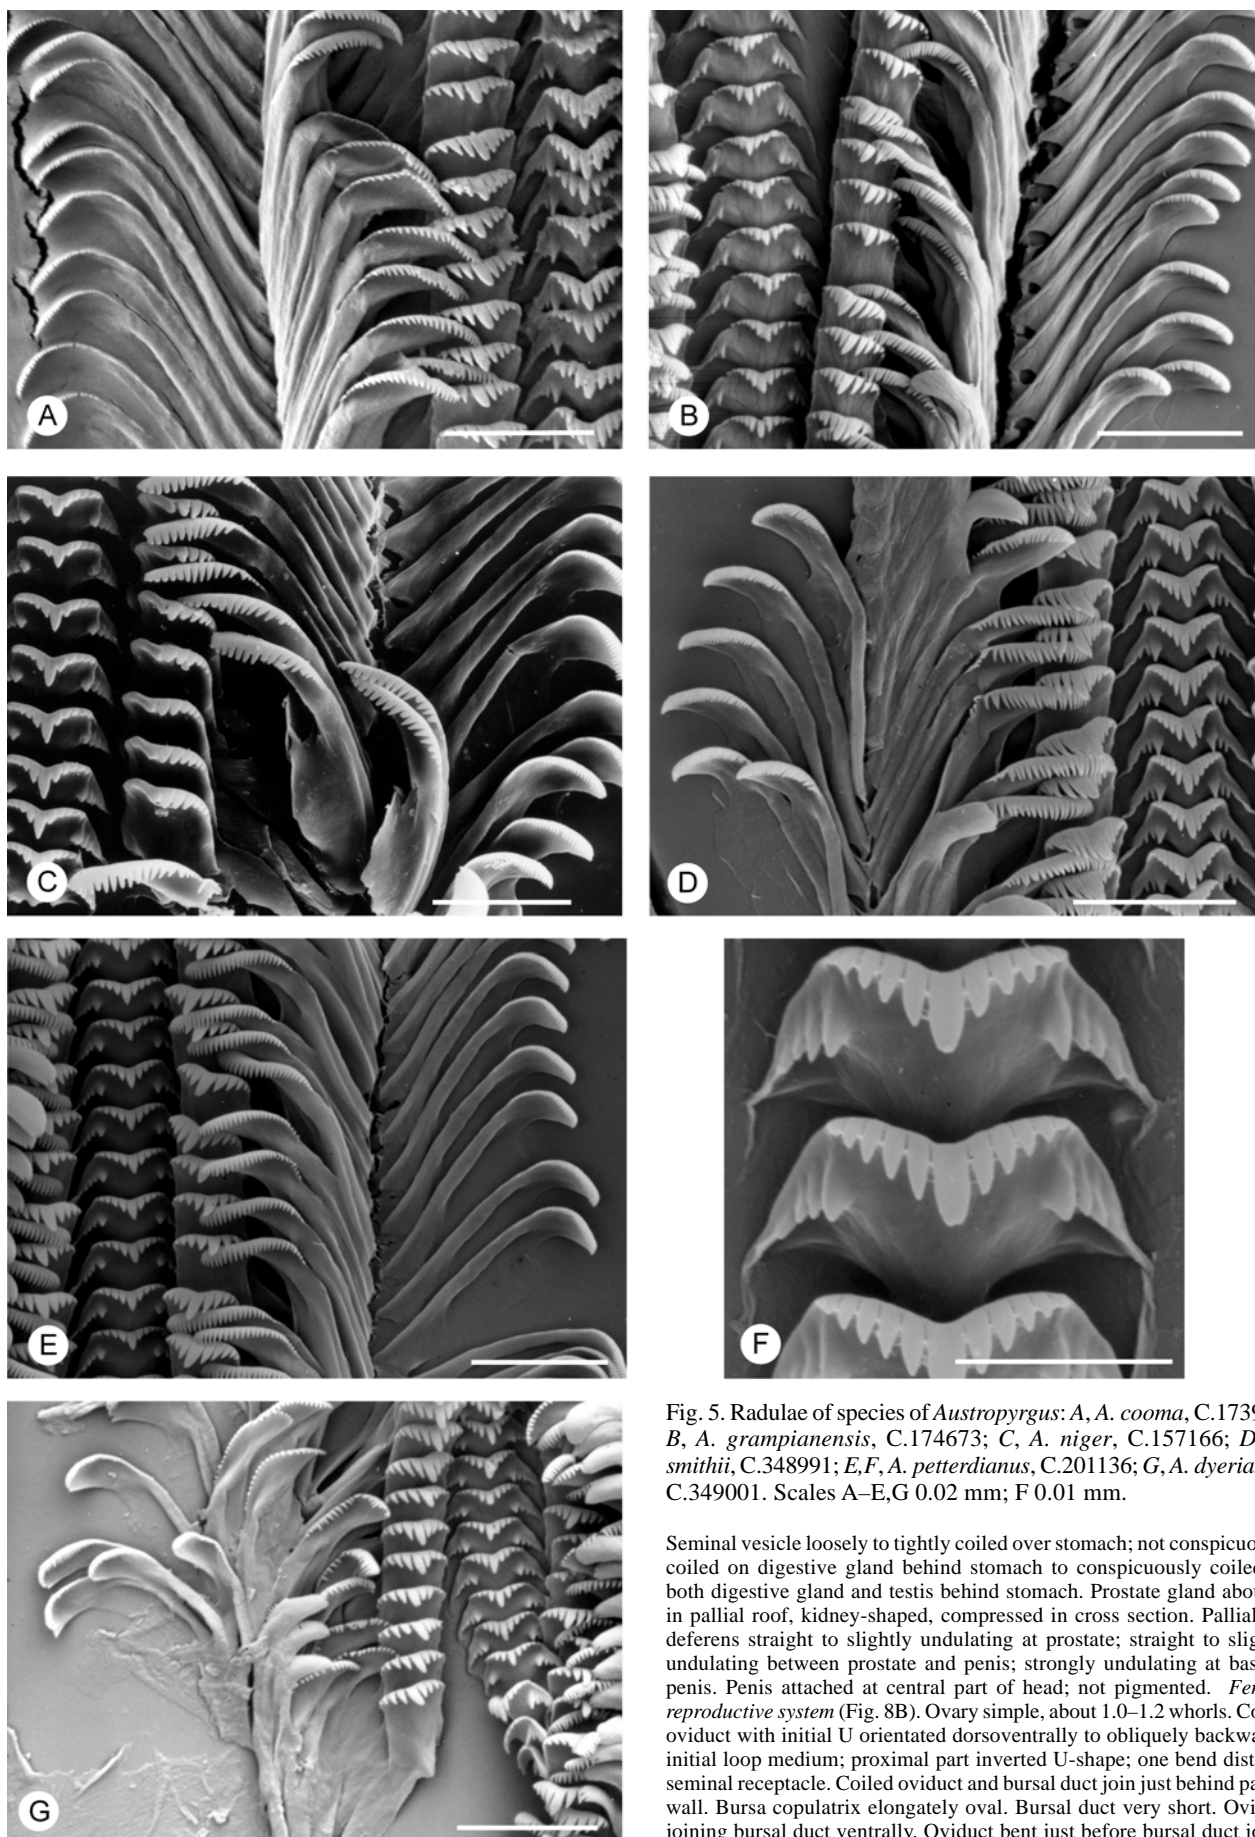 A
B
C
D
E
F
G
Fig. 5. Radulae of species of Austropyrgus: A, A. cooma, C.1739
B, A. grampianensis, C.174673; C, A. niger, C.157166; D
smithii, C.348991; E,F, A. petterdianus, C.201136; G, A. dyeria
C.349001. Scales A–E,G 0.02 mm; F 0.01 mm.
Seminal vesicle loosely to tightly coiled over stomach; not conspicuo
coiled on digestive gland behind stomach to conspicuously coile
both digestive gland and testis behind stomach. Prostate gland abo
in pallial roof, kidney-shaped, compressed in cross section. Pallial
deferens straight to slightly undulating at prostate; straight to slig
undulating between prostate and penis; strongly undulating at bas
penis. Penis attached at central part of head; not pigmented. Fe
reproductive system (Fig. 8B). Ovary simple, about 1.0–1.2 whorls. Co
oviduct with initial U orientated dorsoventrally to obliquely backwa
initial loop medium; proximal part inverted U-shape; one bend dist
seminal receptacle. Coiled oviduct and bursal duct join just behind pa
wall. Bursa copulatrix elongately oval. Bursal duct very short. Ovi
joining bursal duct ventrally. Oviduct bent just before bursal duct jo